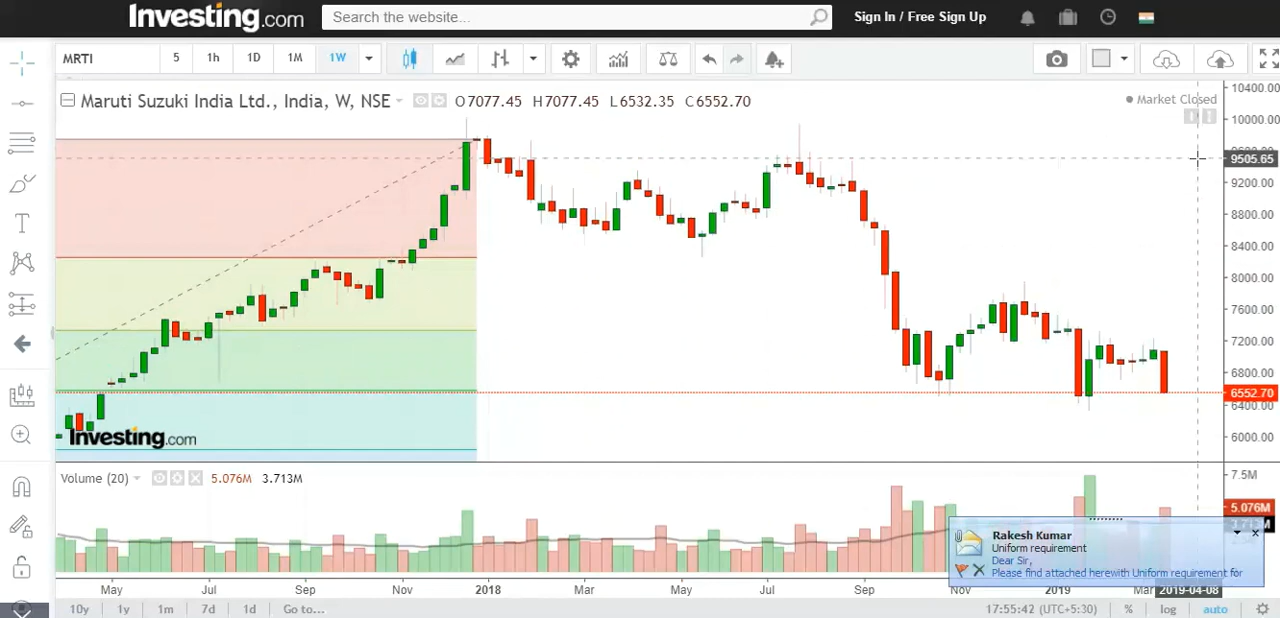 Investing.com
Search the website...
Sign In / Free Sign Up
MRTI
5
1h
1D
1M
1W
Maruti Suzuki India Ltd., India, W, NSE
O7077.45 H7077.45 L6532.35 C6552.70
Market Closed
10400.00
10000.00
9505.65
9200.00
8800.00
8400.00
8000.00
7600.00
7200.00
6800.00
6552.70
6400.00
6000.00
Investing.com
Volume (20)
5.076M 3.713M
7.5M
5.076M
Rakesh Kumar
Uniform requirement
Dear Sir,
Please find attached herewith Uniform requirement for
May Jul Sep Nov 2018 Mar May Jul Sep Nov 2019 Mar 2019-04-08
10y 1y 1m 7d 1d Go to...
17:55:42 (UTC+5:30) % log auto